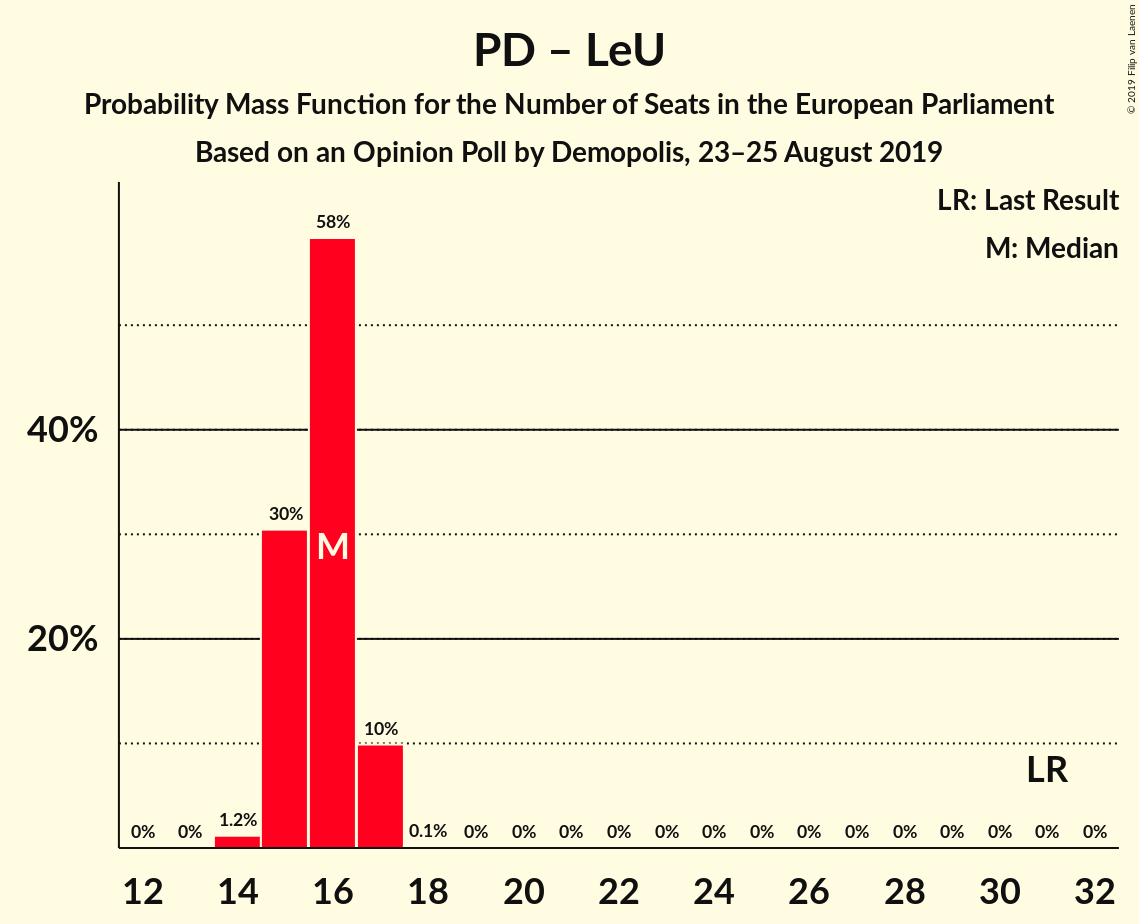 PD – LeU
Probability Mass Function for the Number of Seats in the European Parliament
Based on an Opinion Poll by Demopolis, 23–25 August 2019
© 2019 Filip van Laenen
LR: Last Result
M: Median
58%
40%
30%
M
20%
10%
LR
0% 0% 1.2% 0.1% 0% 0% 0% 0% 0% 0% 0% 0% 0% 0% 0% 0% 0% 0%
12 14 16 18 20 22 24 26 28 30 32